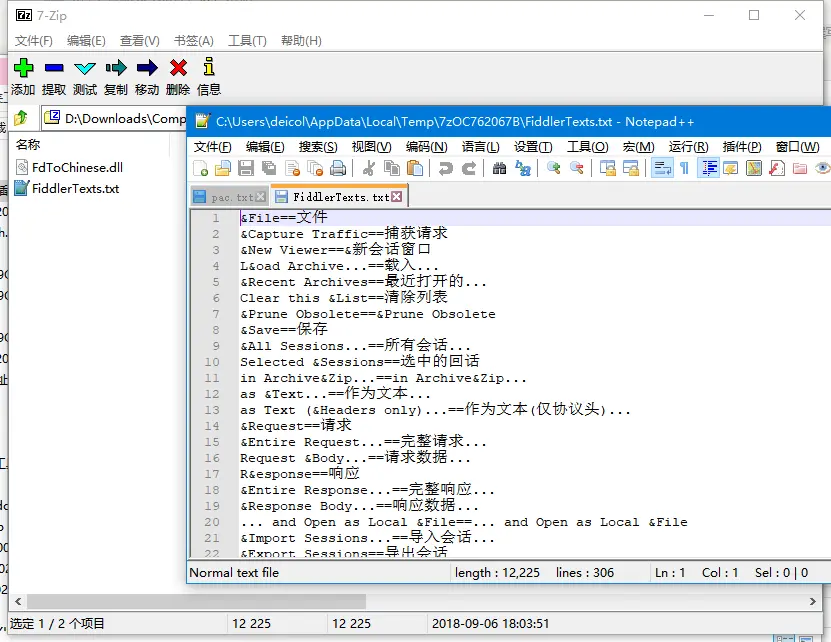 7-Zip
文件(F) 编辑(E) 查看(V) 书签(A) 工具(T) 帮助(H)
添加 提取 测试 复制 移动 删除 信息
D:\Downloads\Comp
名称
FdToChinese.dll
FiddlerTexts.txt
C:\Users\deicol\AppData\Local\Temp\7zOC762067B\FiddlerTexts.txt - Notepad++
文件(F) 编辑(E) 搜索(S) 视图(V) 编码(N) 语言(L) 设置(T) 工具(O) 宏(M) 运行(R) 插件(P) 窗口(W)
pac.txt FiddlerTexts.txt
1 &File==文件
2 &Capture Traffic==捕获请求
3 &New Viewer==&新会话窗口
4 L&oad Archive...==载入...
5 &Recent Archives==最近打开的...
6 Clear this &List==清除列表
7 &Prune Obsolete==&Prune Obsolete
8 &Save==保存
9 &All Sessions...==所有会话...
10 Selected &Sessions==选中的回话
11 in Archive&Zip...==in Archive&Zip...
12 as &Text...==作为文本...
13 as Text (&Headers only)...==作为文本(仅协议头)...
14 &Request==请求
15 &Entire Request...==完整请求...
16 Request &Body...==请求数据...
17 R&esponse==响应
18 &Entire Response...==完整响应...
19 &Response Body...==响应数据...
20 ... and Open as Local &File==... and Open as Local &File
21 &Import Sessions...==导入会话...
22 &Export Sessions==导出会话
Normal text file length : 12,225 lines : 306 Ln : 1 Col : 1 Sel : 0 | 0
选定 1 / 2 个项目 12 225 12 225 2018-09-06 18:03:51